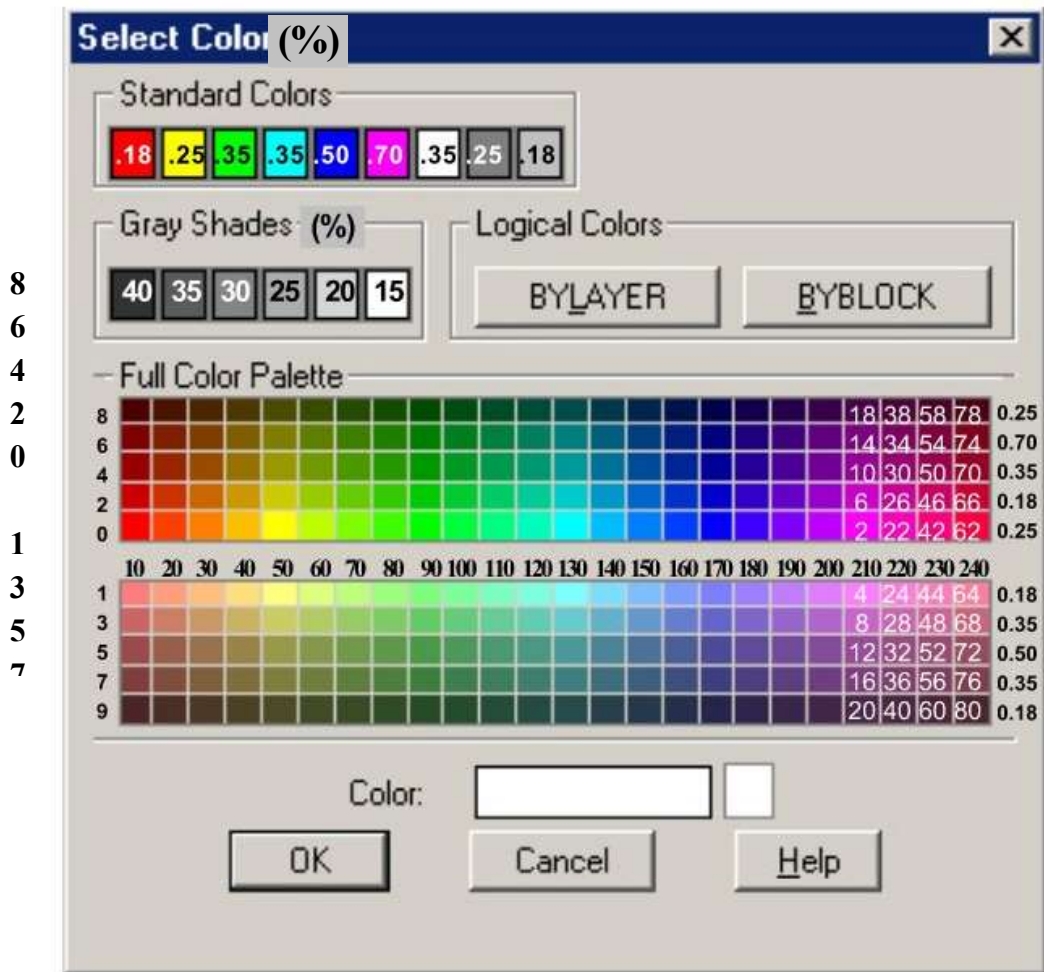 Select Color (%)
Standard Colors
.18 .25 .35 .35 .50 .70 .35 .25 .18
Gray Shades (%) Logical Colors
40 35 30 25 20 15 BYLAYER BYBLOCK
8
6
4
2
0
1
3
5
Full Color Palette
8 18 38 58 78 0.25
6 14 34 54 74 0.70
4 10 30 50 70 0.35
2 6 26 46 66 0.18
0 2 22 42 62 0.25
10 20 30 40 50 60 70 80 90 100 110 120 130 140 150 160 170 180 190 200 210 220 230 240
1 4 24 44 64 0.18
3 8 28 48 68 0.35
5 12 32 52 72 0.50
7 16 36 56 76 0.35
9 20 40 60 80 0.18
Color:
OK Cancel Help